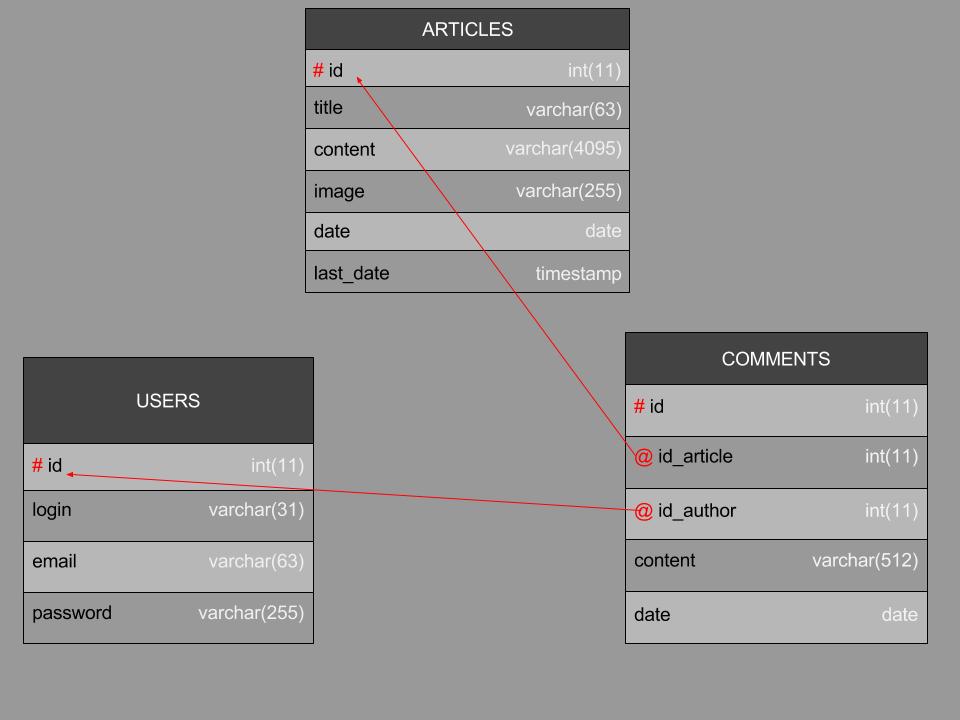 ARTICLES
# id int(11)
title varchar(63)
content varchar(4095)
image varchar(255)
date date
last_date timestamp
USERS
# id int(11)
login varchar(31)
email varchar(63)
password varchar(255)
COMMENTS
# id int(11)
@ id_article int(11)
@ id_author int(11)
content varchar(512)
date date